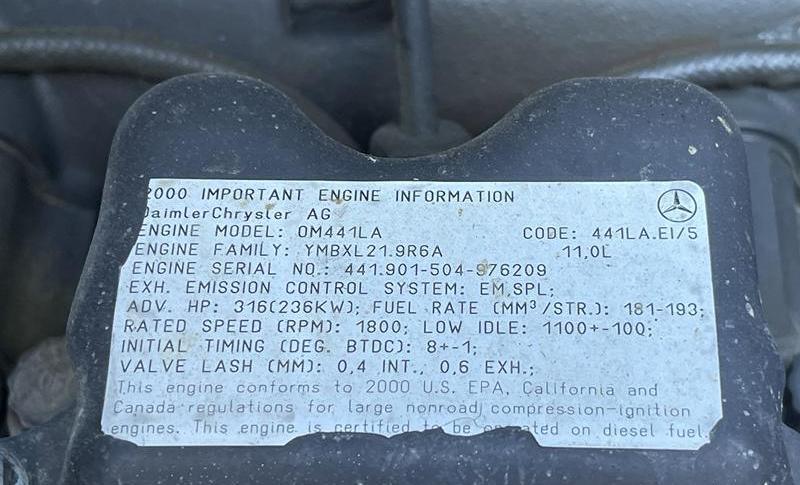 2000 IMPORTANT ENGINE INFORMATION
DaimlerChrysler AG
ENGINE MODEL: OM441LA CODE: 441LA.EI/5
ENGINE FAMILY: YMBXL21.9R6A 11,0L
ENGINE SERIAL NO.: 441.901-504-976209
EXH. EMISSION CONTROL SYSTEM: EM,SPL;
ADV. HP: 316(236KW); FUEL RATE (MM³/STR.): 181-193;
RATED SPEED (RPM): 1800; LOW IDLE: 1100+-100;
INITIAL TIMING (DEG. BTDC): 8+-1;
VALVE LASH (MM): 0,4 INT., 0,6 EXH.;
This engine conforms to 2000 U.S. EPA, California and
Canada regulations for large nonroad compression-ignition
engines. This engine is certified to be operated on diesel fuel.